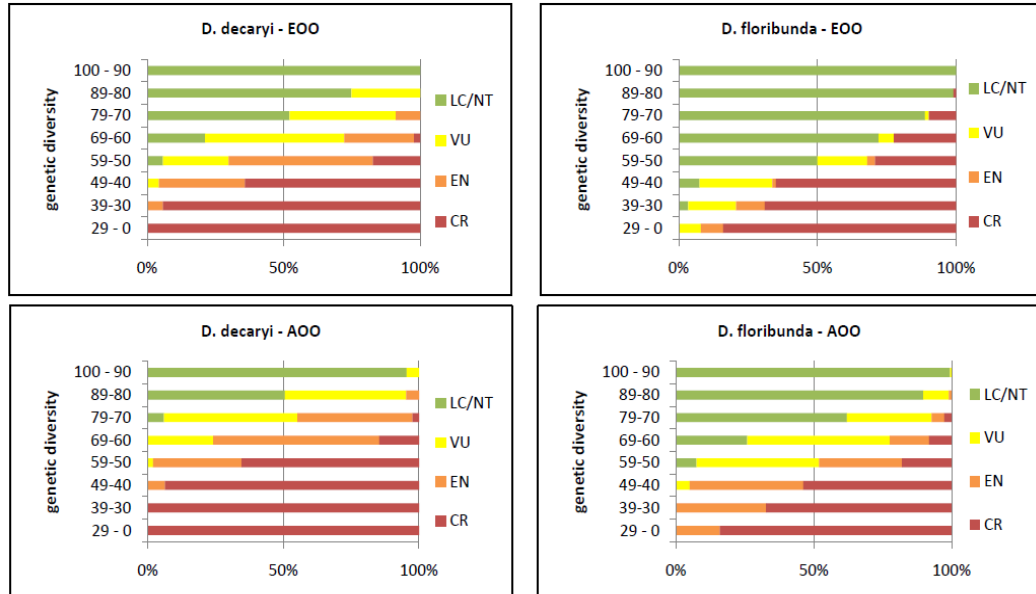 D. decaryi - EOO
genetic diversity
100 - 90
89-80
79-70
69-60
59-50
49-40
39-30
29 - 0
0%
50%
100%
LC/NT
VU
EN
CR
D. floribunda - EOO
genetic diversity
100 - 90
89-80
79-70
69-60
59-50
49-40
39-30
29 - 0
0%
50%
100%
LC/NT
VU
EN
CR
D. decaryi - AOO
genetic diversity
100 - 90
89-80
79-70
69-60
59-50
49-40
39-30
29 - 0
0%
50%
100%
LC/NT
VU
EN
CR
D. floribunda - AOO
genetic diversity
100 - 90
89-80
79-70
69-60
59-50
49-40
39-30
29 - 0
0%
50%
100%
LC/NT
VU
EN
CR